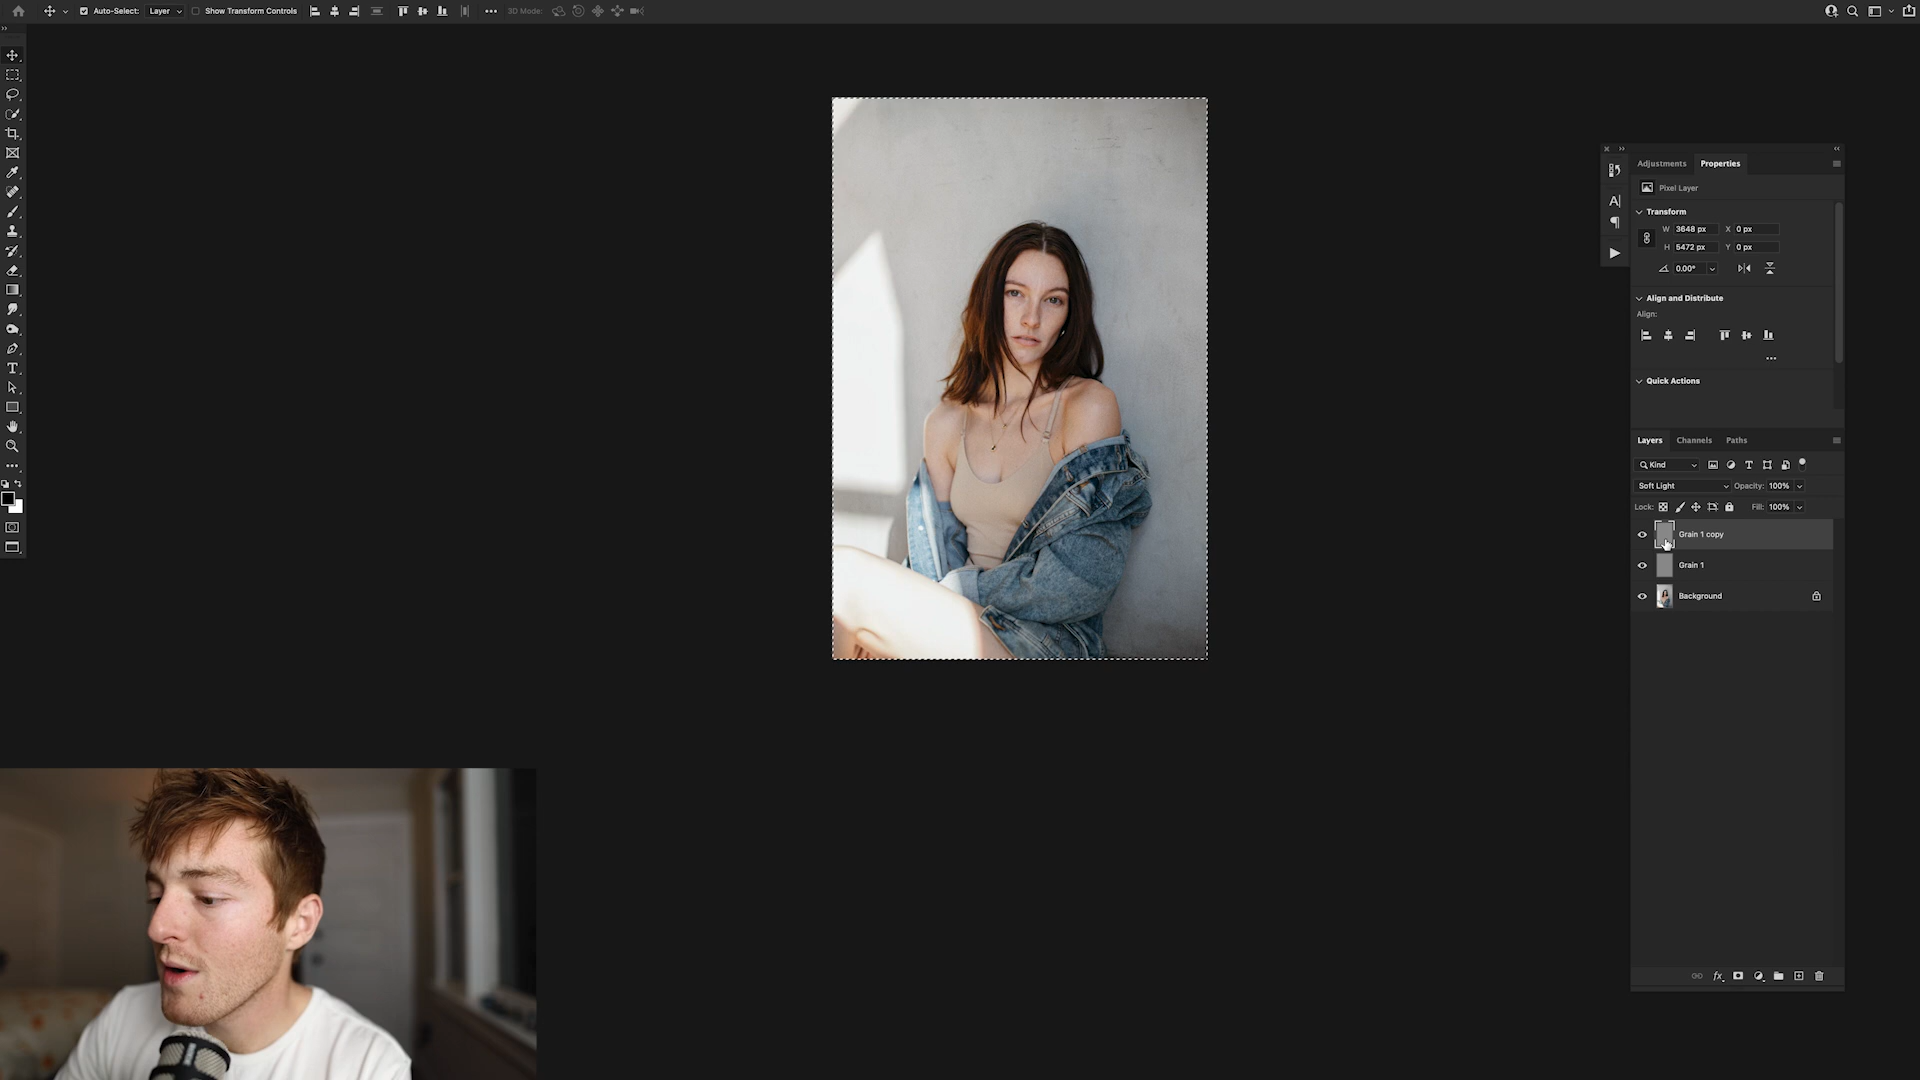 Auto-Select: Layer Show Transform Controls 3D Mode:
Adjustments Properties
Pixel Layer
Transform
W 3648 px X 0 px
H 5472 px Y 0 px
0.00°
Align and Distribute
Align:
Quick Actions
Layers Channels Paths
Kind
Soft Light Opacity: 100%
Lock: Fill: 100%
Grain 1 copy
Grain 1
Background
fx